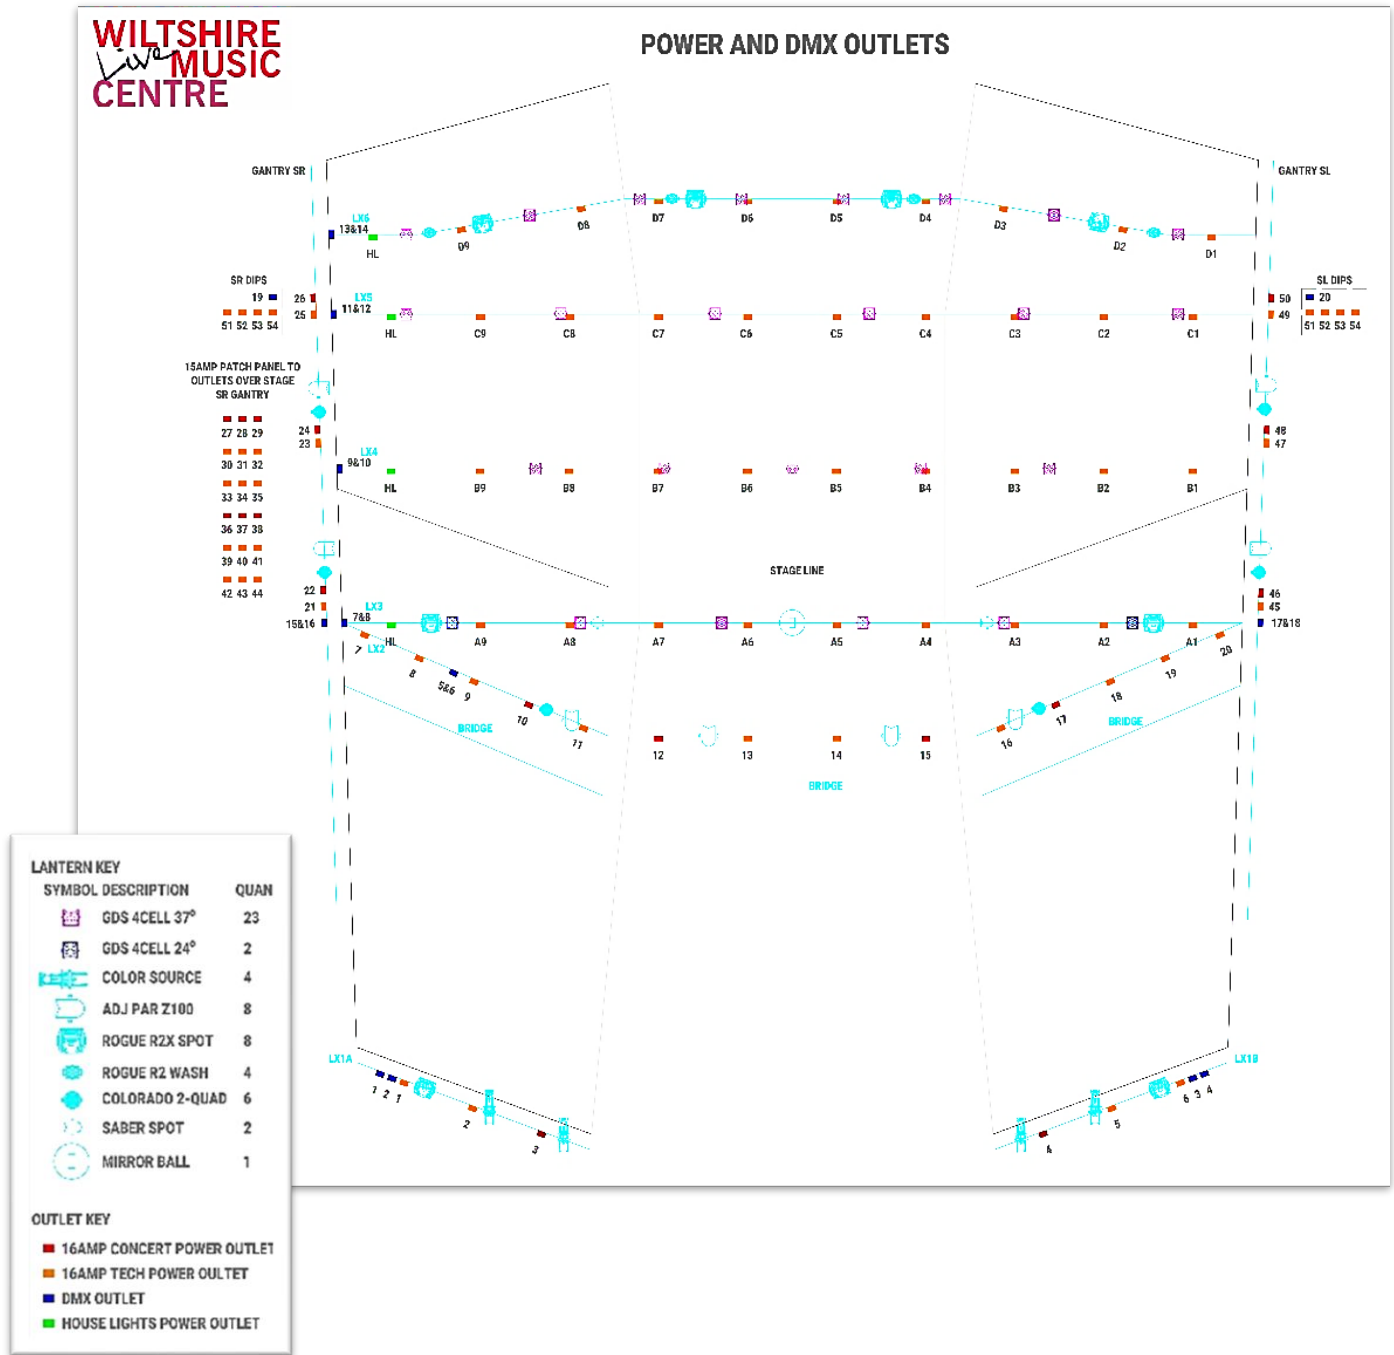 WILTSHIRE
Live MUSIC
CENTRE
POWER AND DMX OUTLETS
GANTRY SR
GANTRY SL
LX6
13&14
HL
D9
D8
D7
D6
D5
D4
D3
D2
D1
SR DIPS
19
51 52 53 54
26
25
LX5
11&12
HL
C9
C8
C7
C6
C5
C4
C3
C2
C1
50
49
SL DIPS
20
51 52 53 54
15AMP PATCH PANEL TO
OUTLETS OVER STAGE
SR GANTRY
27 28 29
30 31 32
33 34 35
36 37 38
39 40 41
42 43 44
24
23
48
47
LX4
9&10
HL
B9
B8
B7
B6
B5
B4
B3
B2
B1
STAGE LINE
22
21
15&16
46
45
17&18
LX3
7&8
HL
A9
A8
A7
A6
A5
A4
A3
A2
A1
LX2
7
8
5&6
9
10
11
12
13
14
15
16
17
18
19
20
BRIDGE
BRIDGE
BRIDGE
LX1A
1 2 1
2
3
LX1B
6 3 4
5
4
LANTERN KEY
SYMBOL DESCRIPTION QUAN
GDS 4CELL 37° 23
GDS 4CELL 24° 2
COLOR SOURCE 4
ADJ PAR Z100 8
ROGUE R2X SPOT 8
ROGUE R2 WASH 4
COLORADO 2-QUAD 6
SABER SPOT 2
MIRROR BALL 1
OUTLET KEY
16AMP CONCERT POWER OUTLET
16AMP TECH POWER OULTET
DMX OUTLET
HOUSE LIGHTS POWER OUTLET